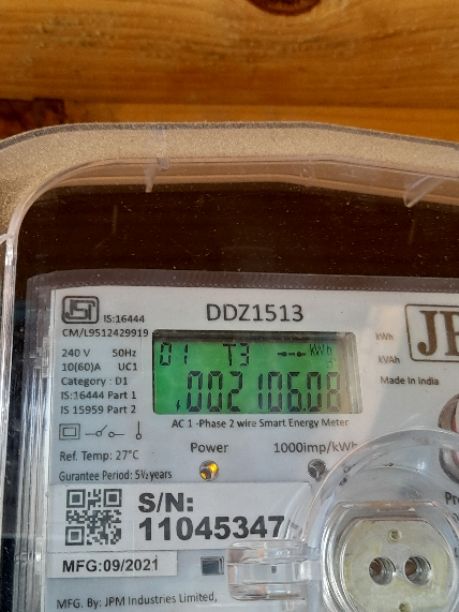 DDZ1513
IS:16444
CM/L9512429919
240 V 50Hz
10(60)A UC1
Category : D1
IS:16444 Part 1
IS 15959 Part 2
01 T3 kWh
002106.08
kWh
kVAh
Made in India
AC 1 -Phase 2 wire Smart Energy Meter
Ref. Temp: 27°C
Power 1000imp/kWh
Gurantee Period: 5½ years
S/N:
11045347
MFG:09/2021
MFG. By: JPM Industries Limited,